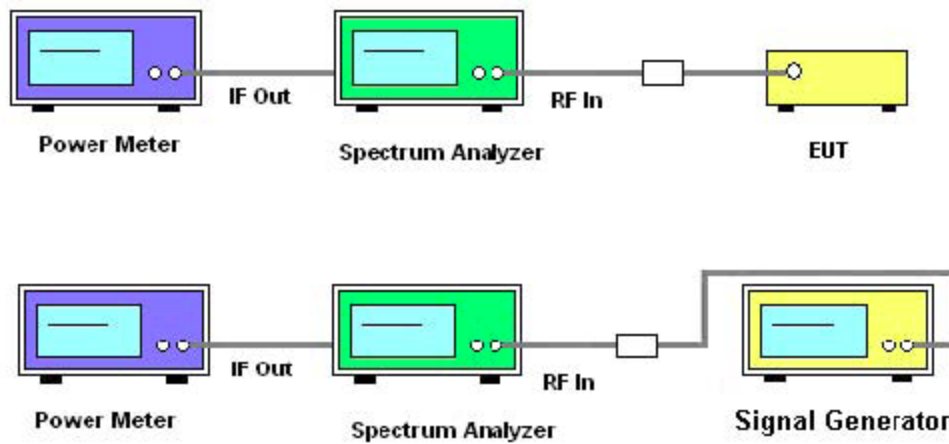 IF Out
RF In
Power Meter
Spectrum Analyzer
EUT
IF Out
RF In
Power Meter
Spectrum Analyzer
Signal Generator